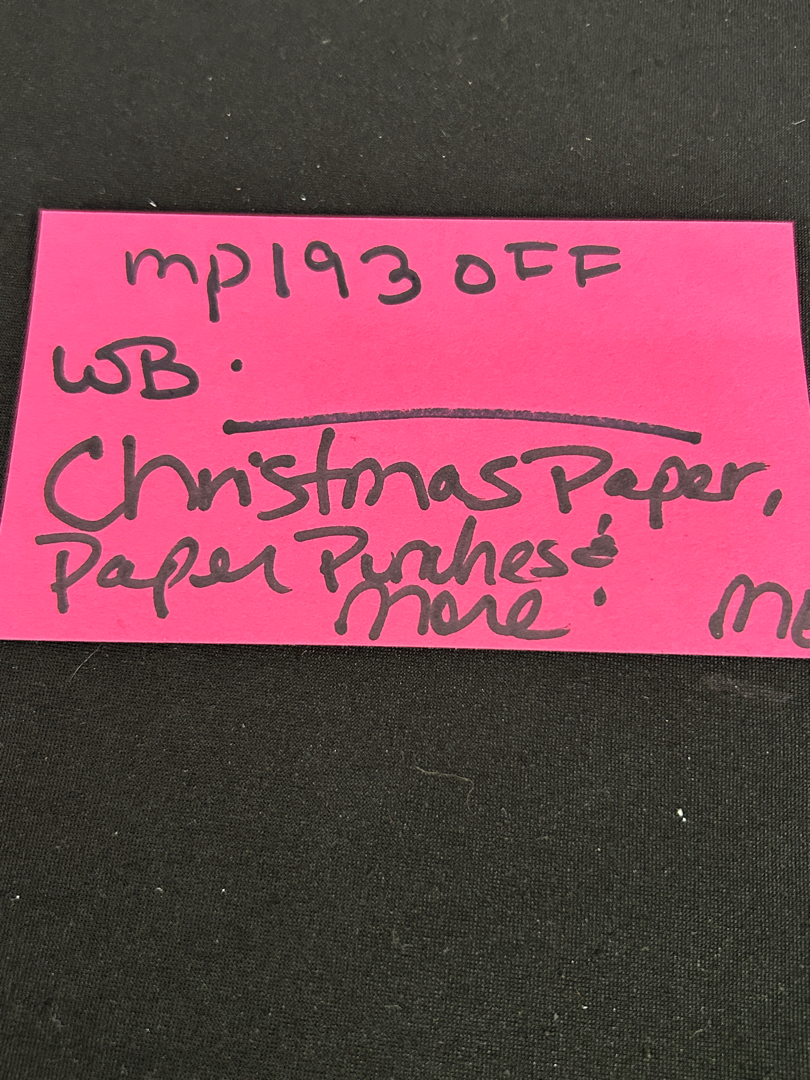 mp193 OFF
WB.
Christmas Paper,
Paper Punches &
more.